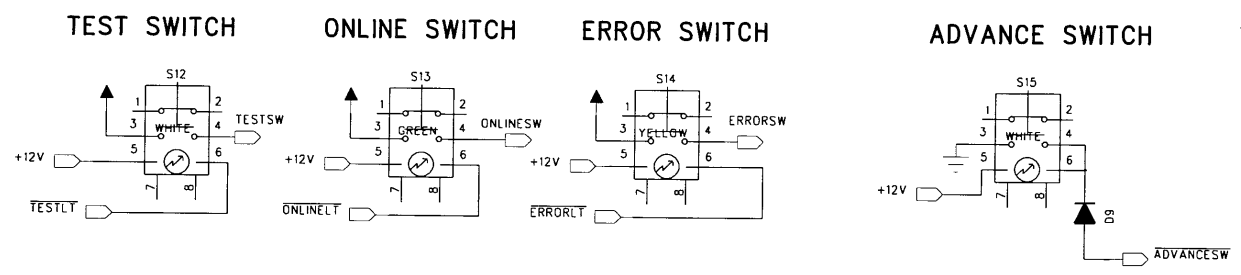 TEST SWITCH
S12
1
2
3
WHITE
4
TESTSW
+12V
5
6
7
8
TESTLT
ONLINE SWITCH
S13
1
2
3
GREEN
4
ONLINESW
+12V
5
6
7
8
ONLINELT
ERROR SWITCH
S14
1
2
3
YELLOW
4
ERRORSW
+12V
5
6
7
8
ERRORLT
ADVANCE SWITCH
S15
1
2
3
WHITE
4
5
6
+12V
7
8
D9
ADVANCESW